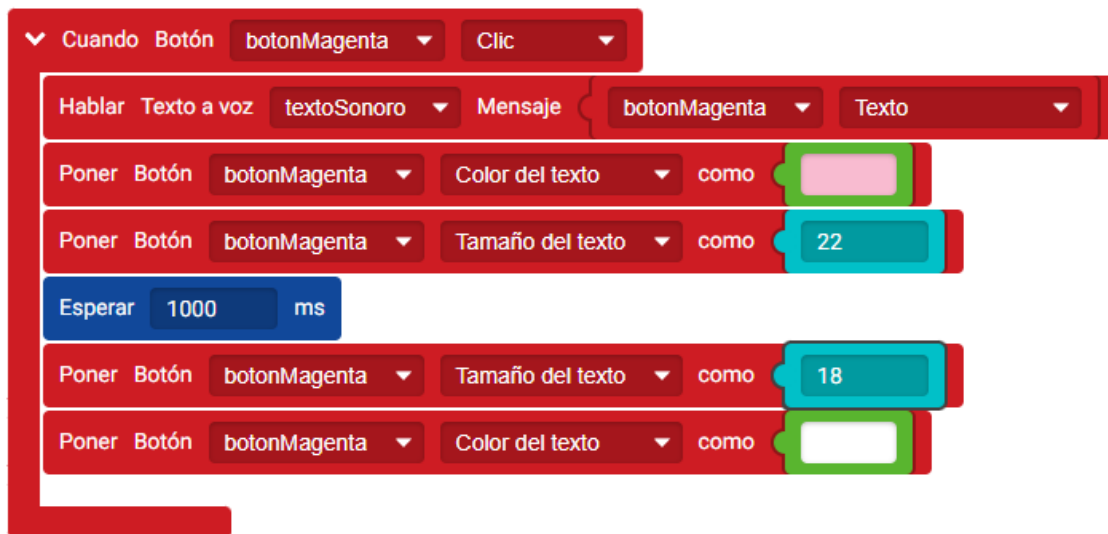 Cuando Botón botonMagenta Clic
Hablar Texto a voz textoSonoro Mensaje botonMagenta Texto
Poner Botón botonMagenta Color del texto como
Poner Botón botonMagenta Tamaño del texto como 22
Esperar 1000 ms
Poner Botón botonMagenta Tamaño del texto como 18
Poner Botón botonMagenta Color del texto como